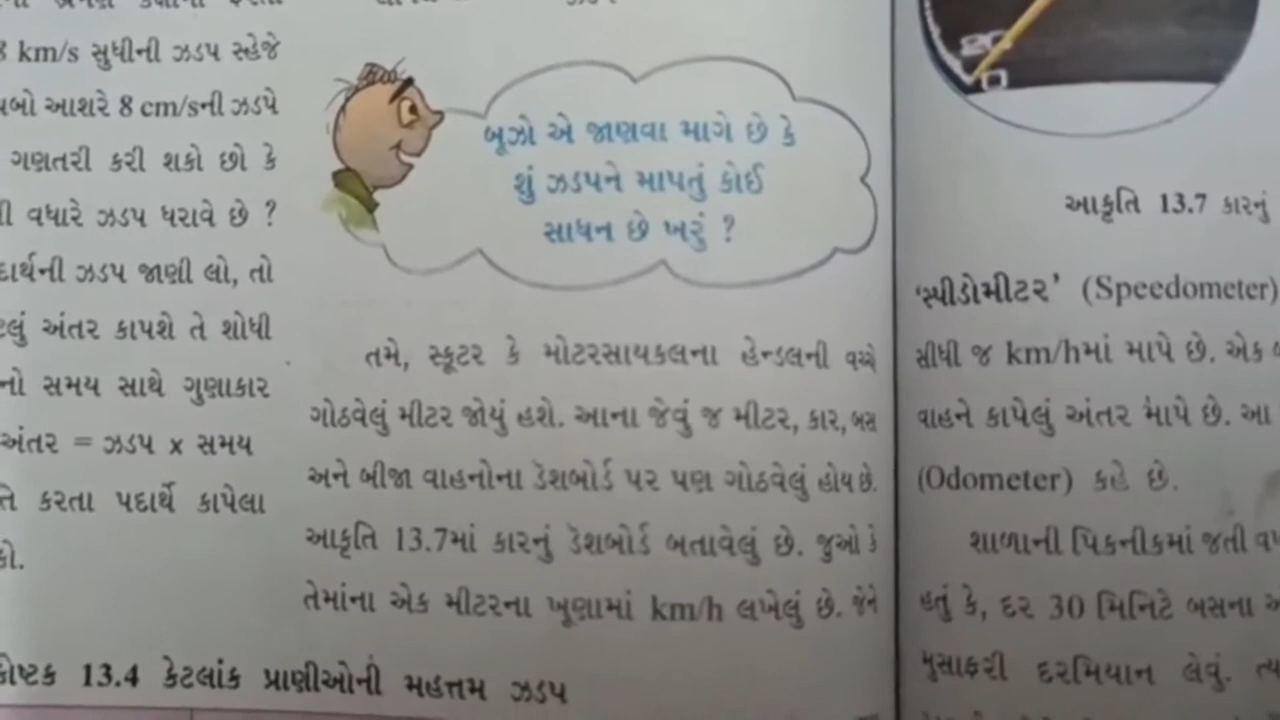 km/s સુધીની ઝડપ સ્હેજે
આશરે 8 cm/sની ઝડપે
ગણતરી કરી શકો છો કે
વધારે ઝડપ ધરાવે છે ?
ઝડપ જાણી લો, તો
અંતર કાપશે તે શોધી
સમય સાથે ગુણાકાર
અંતર = ઝડપ x સમય
કરતા પદાર્થે કાપેલા
બૂઝો એ જાણવા માગે છે કે
શું ઝડપને માપતું કોઈ
સાધન છે ખરું ?
તમે, સ્કૂટર કે મોટરસાયકલના હેન્ડલની વચ્ચે
ગોઠવેલું મીટર જોયું હશે. આના જેવું જ મીટર, કાર, બસ
અને બીજા વાહનોના ડેશબોર્ડ પર પણ ગોઠવેલું હોય છે.
આકૃતિ 13.7માં કારનું ડેશબોર્ડ બતાવેલું છે. જુઓ કે
તેમાંના એક મીટરના ખૂણામાં km/h લખેલું છે. જેને
કોષ્ટક 13.4 કેટલાંક પ્રાણીઓની મહત્તમ ઝડપ
20
0
આકૃતિ 13.7 કારનું
‘સ્પીડોમીટર’ (Speedometer)
સીધી જ km/hમાં માપે છે. એક
વાહને કાપેલું અંતર માપે છે. આ
(Odometer) કહે છે.
શાળાની પિકનીકમાં જતી
હતું કે, દર 30 મિનિટે બસના
મુસાફરી દરમિયાન લેવું.